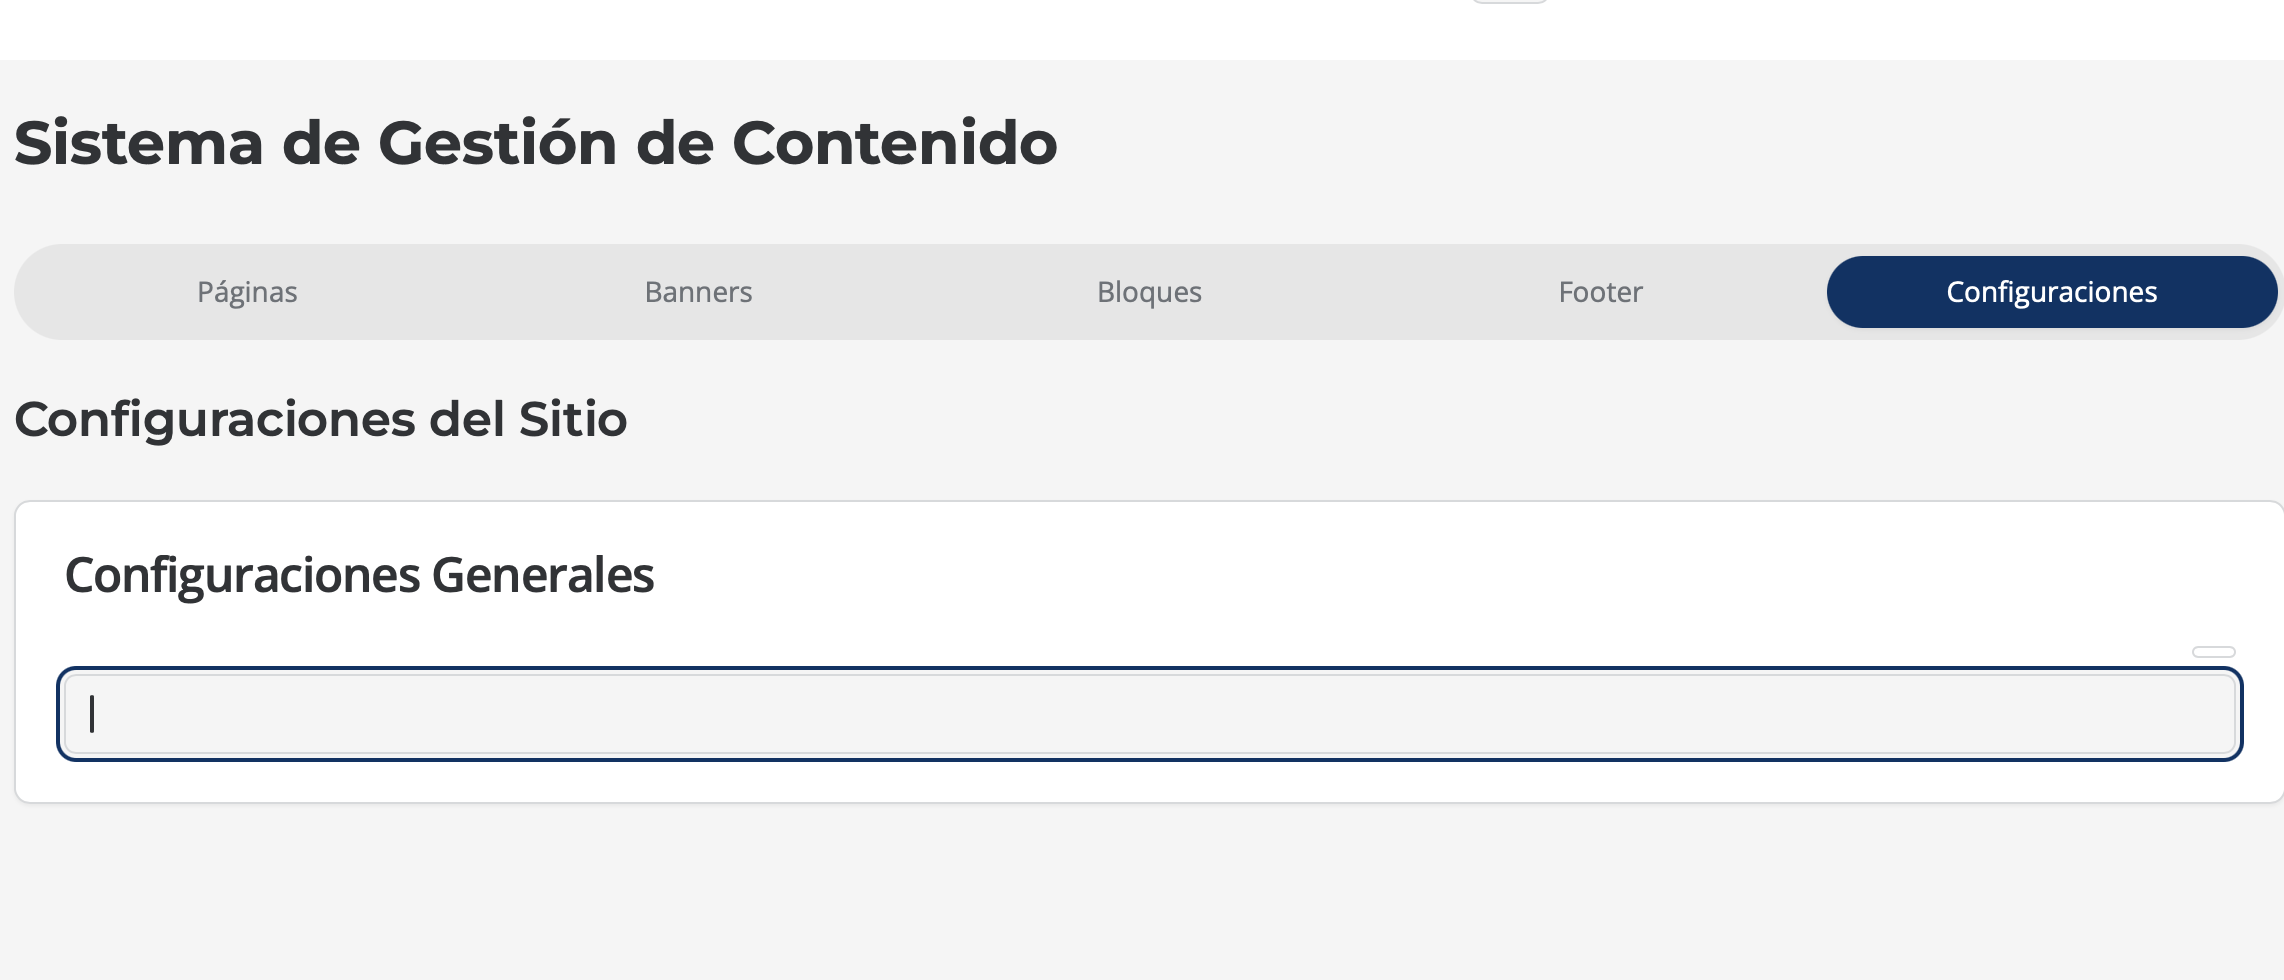 Sistema de Gestión de Contenido
Páginas Banners Bloques Footer Configuraciones
Configuraciones del Sitio
Configuraciones Generales